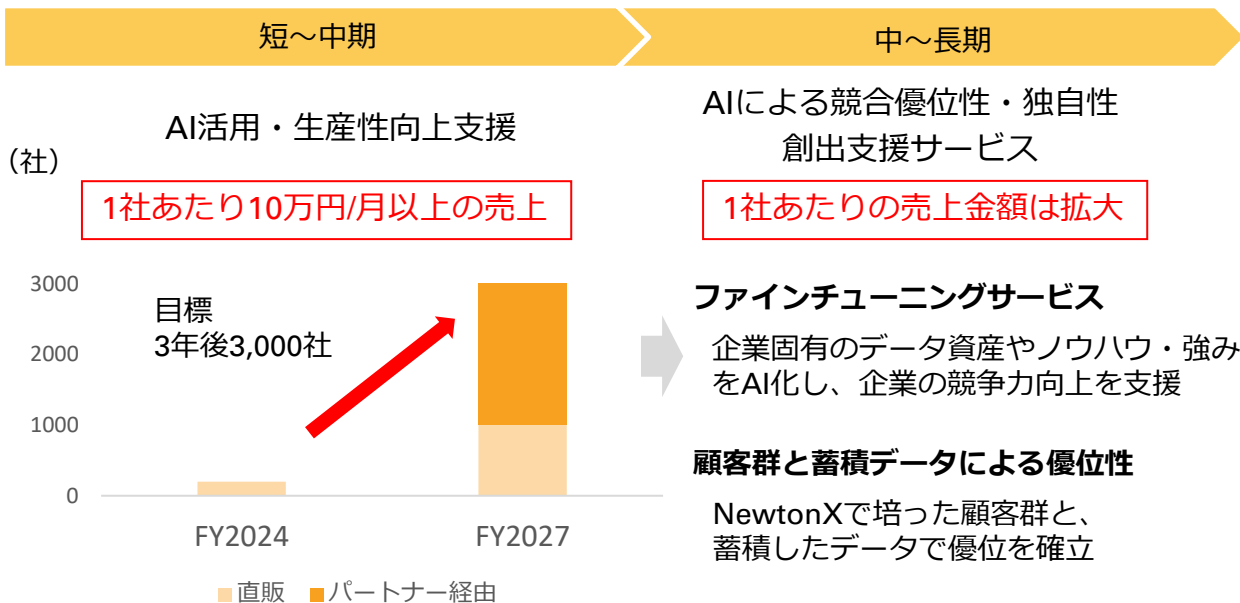 短～中期
中～長期
AI活用・生産性向上支援
（社）
1社あたり10万円/月以上の売上
3000
2000
1000
0
目標
3年後3,000社
FY2024
FY2027
直販
パートナー経由
AIによる競合優位性・独自性
創出支援サービス
1社あたりの売上金額は拡大
ファインチューニングサービス
企業固有のデータ資産やノウハウ・強み
をAI化し、企業の競争力向上を支援
顧客群と蓄積データによる優位性
NewtonXで培った顧客群と、
蓄積したデータで優位を確立